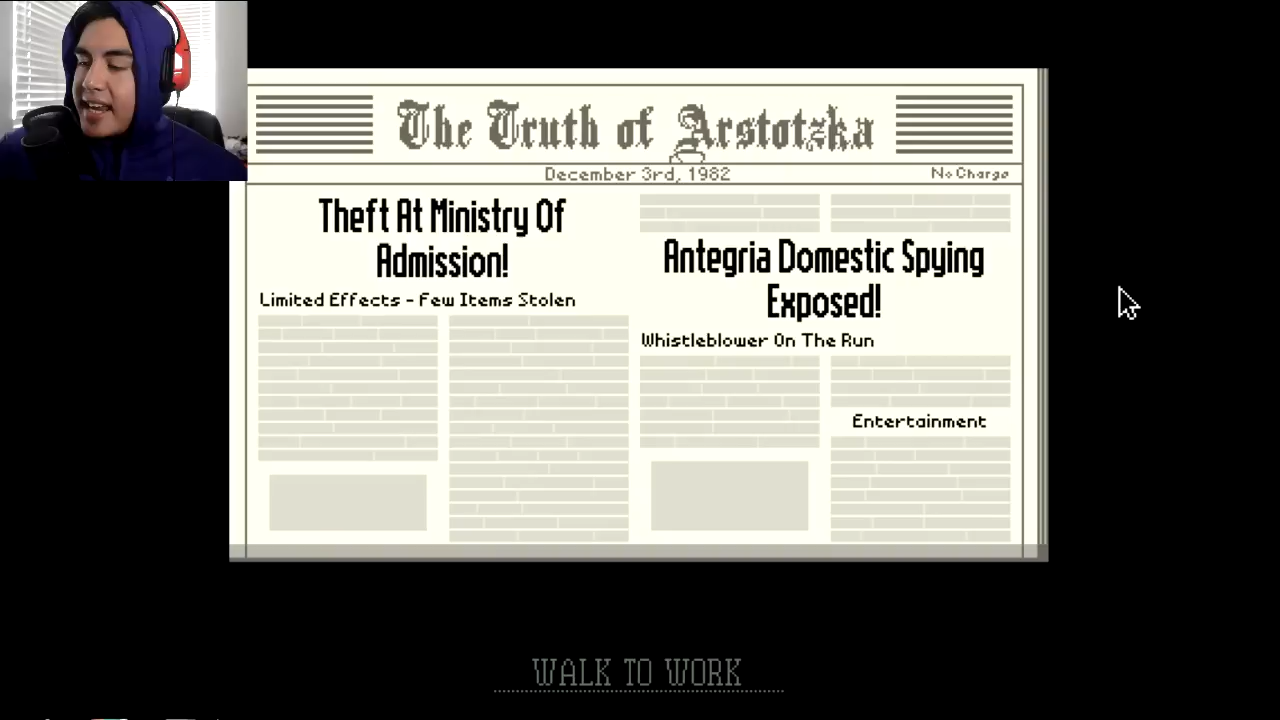 The Truth of Arstotzka
December 3rd, 1982
No Charge
Theft At Ministry Of
Admission!
Limited Effects - Few Items Stolen
Antegria Domestic Spying
Exposed!
Whistleblower On The Run
Entertainment
WALK TO WORK